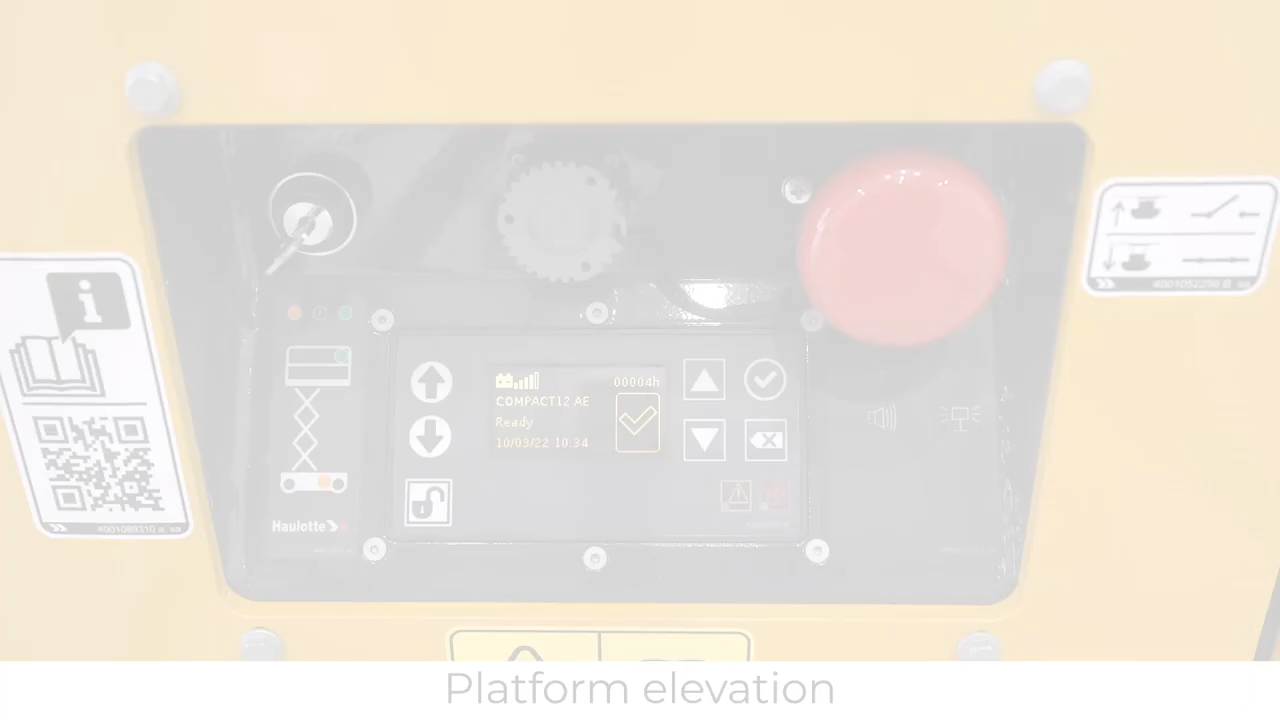 00004h
COMPACT12 AE
Ready
10/03/22 10:34
Haulotte
Platform elevation